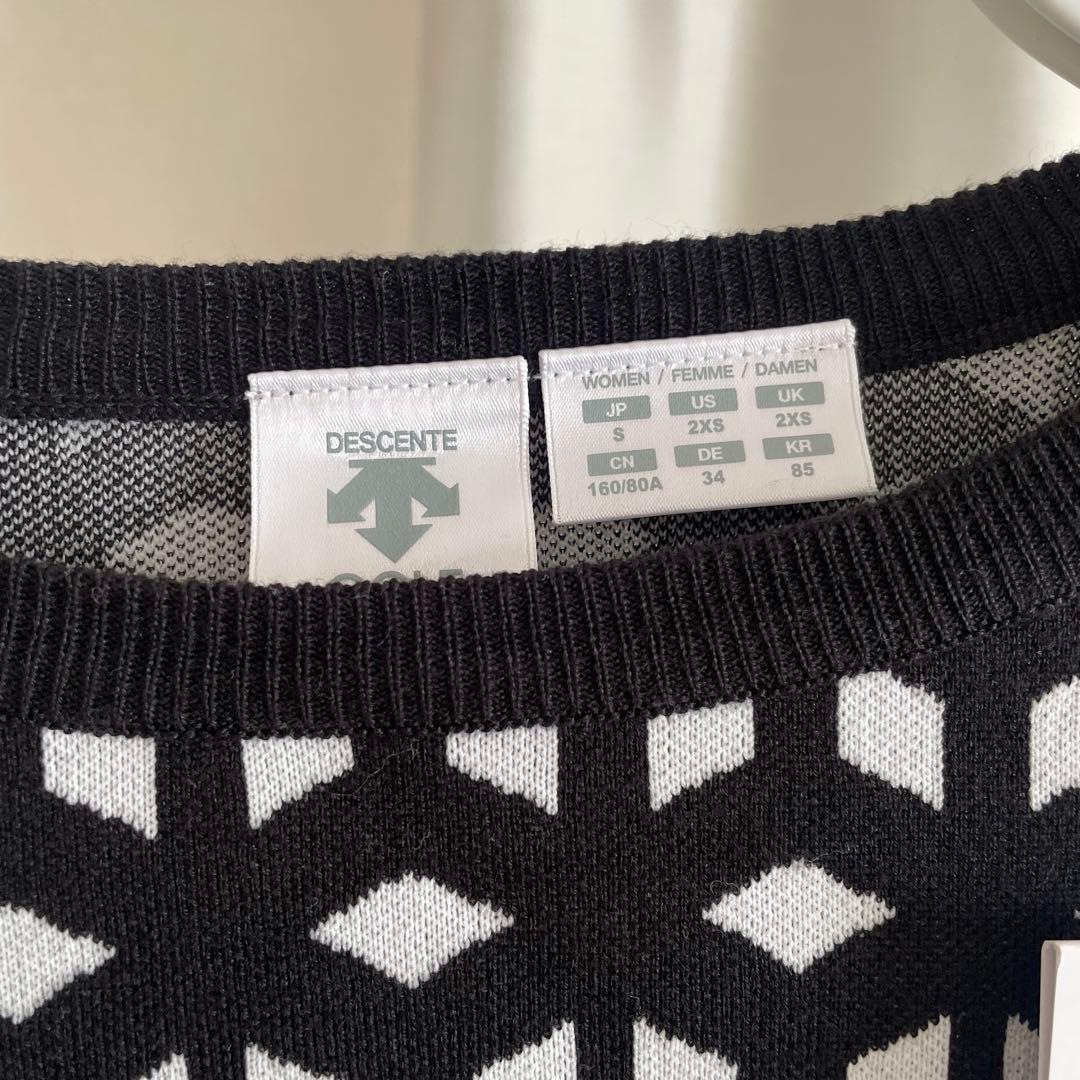 DESCENTE
WOMEN / FEMME / DAMEN
JP US UK
S 2XS 2XS
CN DE KR
160/80A 34 85